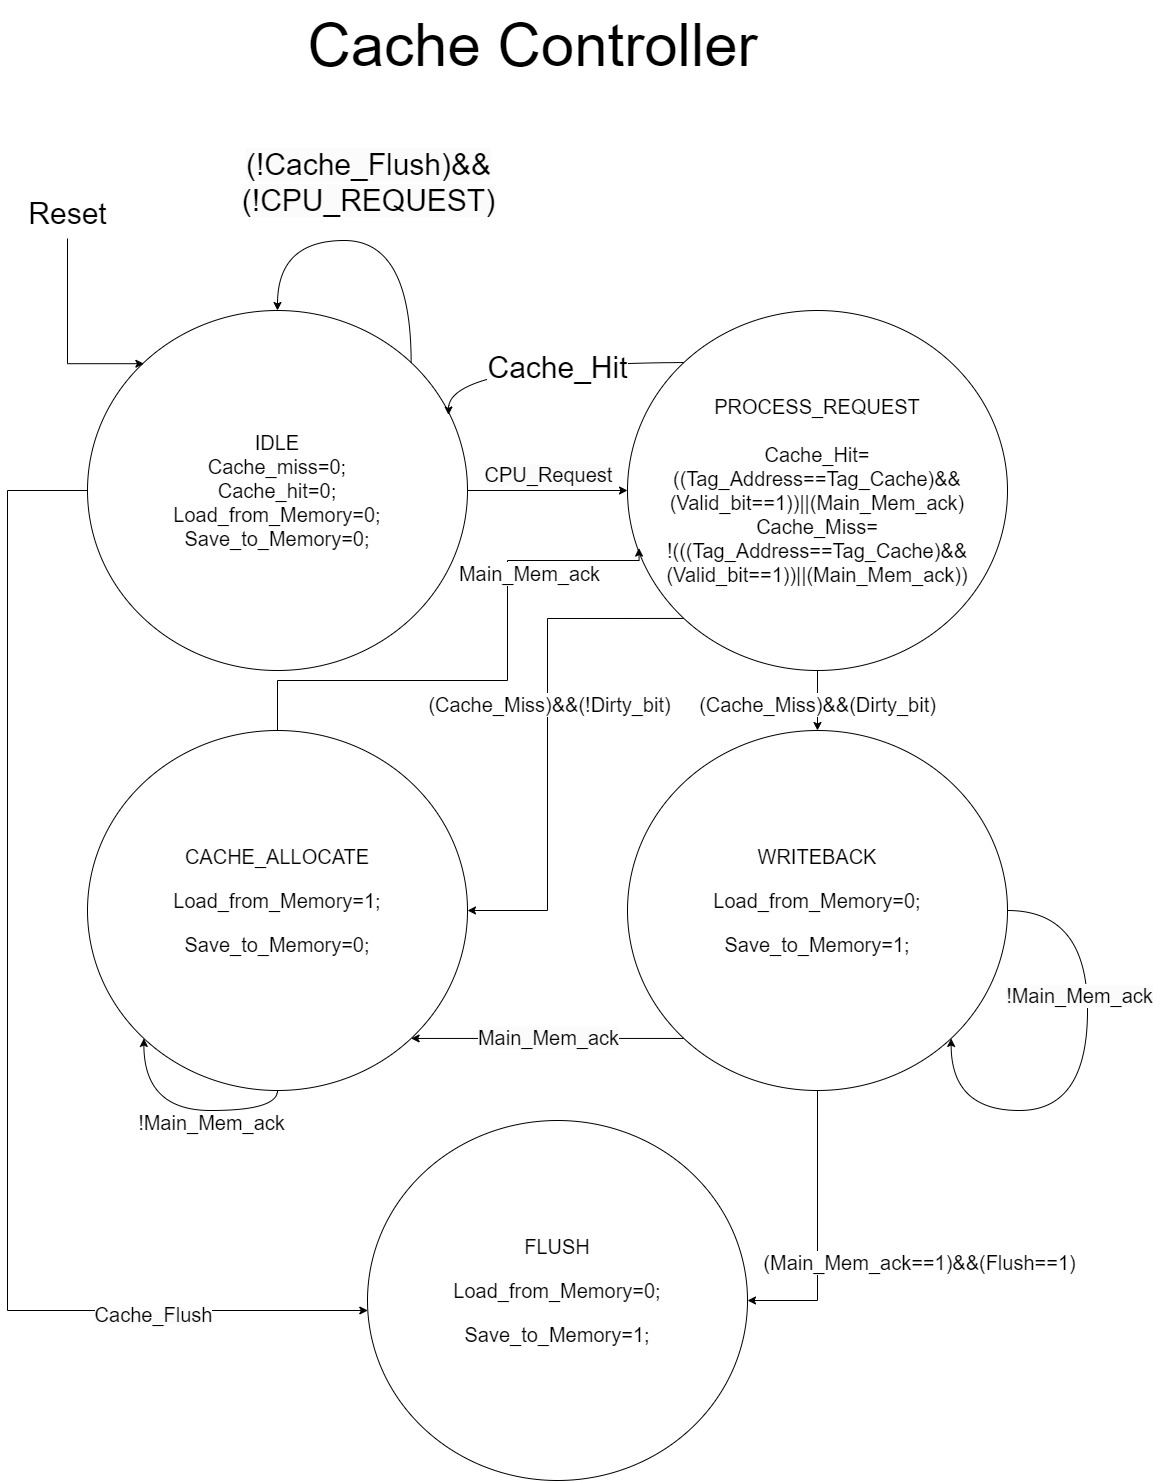 Cache Controller
(!Cache_Flush)&&
(!CPU_REQUEST)
Reset
Cache_Hit
IDLE
Cache_miss=0;
Cache_hit=0;
Load_from_Memory=0;
Save_to_Memory=0;
CPU_Request
PROCESS_REQUEST
Cache_Hit=
((Tag_Address==Tag_Cache)&&
(Valid_bit==1))||(Main_Mem_ack)
Cache_Miss=
!(((Tag_Address==Tag_Cache)&&
(Valid_bit==1))||(Main_Mem_ack))
Main_Mem_ack
(Cache_Miss)&&(!Dirty_bit)
(Cache_Miss)&&(Dirty_bit)
CACHE_ALLOCATE
Load_from_Memory=1;
Save_to_Memory=0;
WRITEBACK
Load_from_Memory=0;
Save_to_Memory=1;
!Main_Mem_ack
Main_Mem_ack
!Main_Mem_ack
FLUSH
Load_from_Memory=0;
Save_to_Memory=1;
(Main_Mem_ack==1)&&(Flush==1)
Cache_Flush